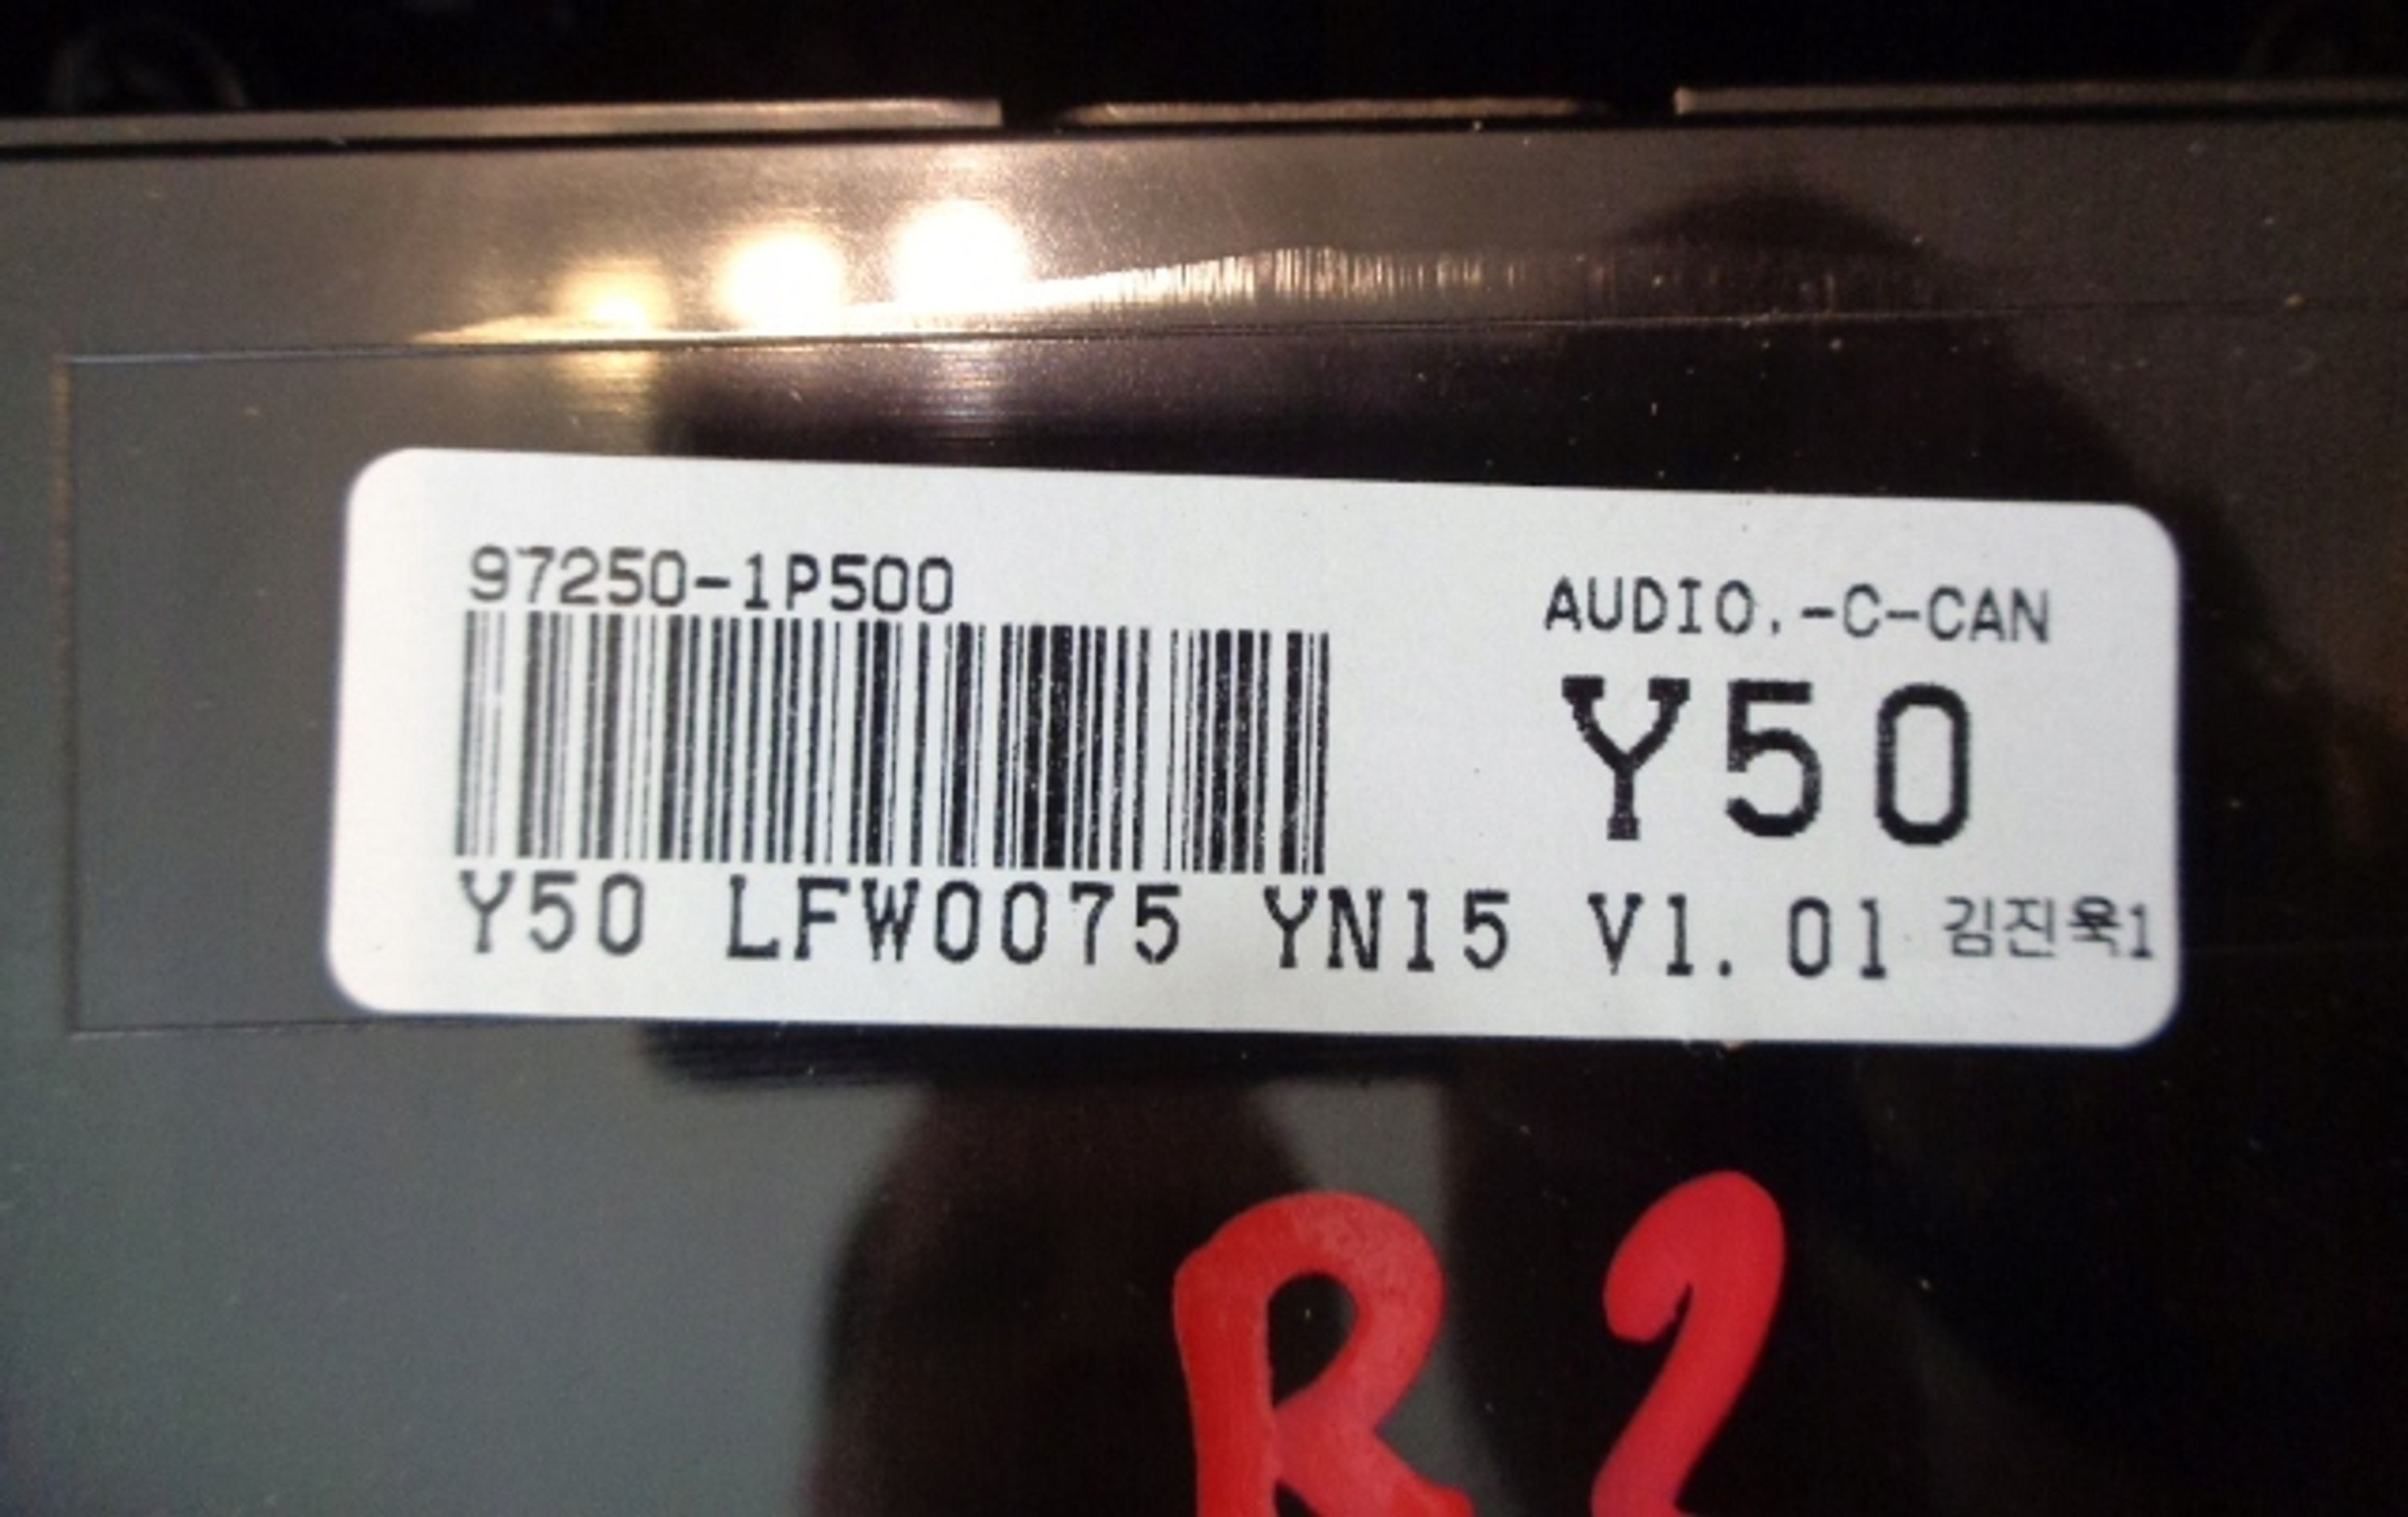 97250-1P500
AUDIO.-C-CAN
Y50
Y50 LFW0075 YN15 V1.01 김진욱1
R2